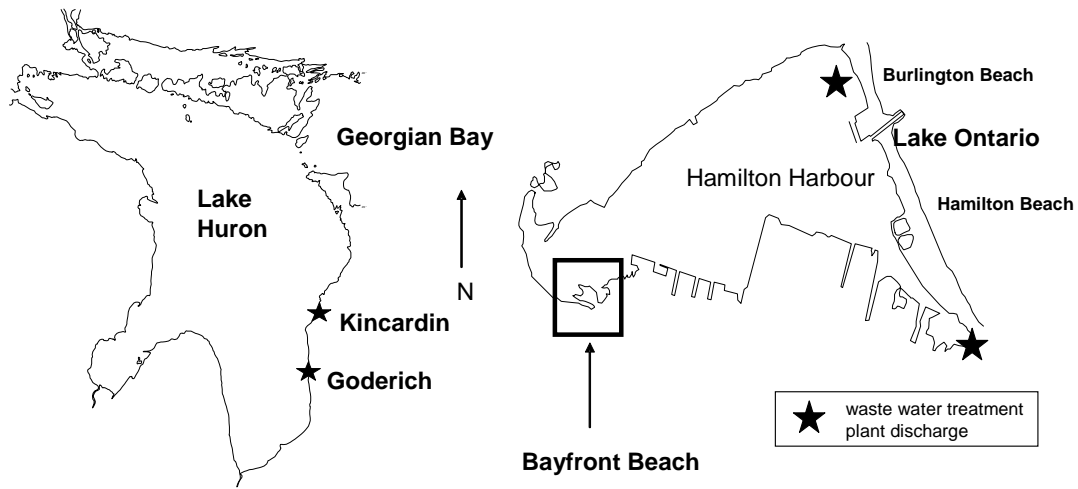 Georgian Bay
Lake
Huron
N
Kincardin
Goderich
Burlington Beach
Lake Ontario
Hamilton Harbour
Hamilton Beach
Bayfront Beach
waste water treatment
plant discharge